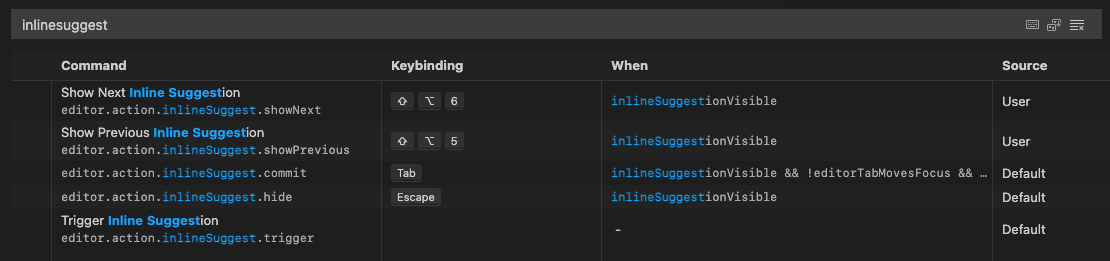 inlinesuggest
Command Keybinding When Source
Show Next Inline Suggestion
editor.action.inlineSuggest.showNext ⇧ ⌥ 6 inlineSuggestionVisible User
Show Previous Inline Suggestion
editor.action.inlineSuggest.showPrevious ⇧ ⌥ 5 inlineSuggestionVisible User
editor.action.inlineSuggest.commit Tab inlineSuggestionVisible && !editorTabMovesFocus && … Default
editor.action.inlineSuggest.hide Escape inlineSuggestionVisible Default
Trigger Inline Suggestion
editor.action.inlineSuggest.trigger - Default